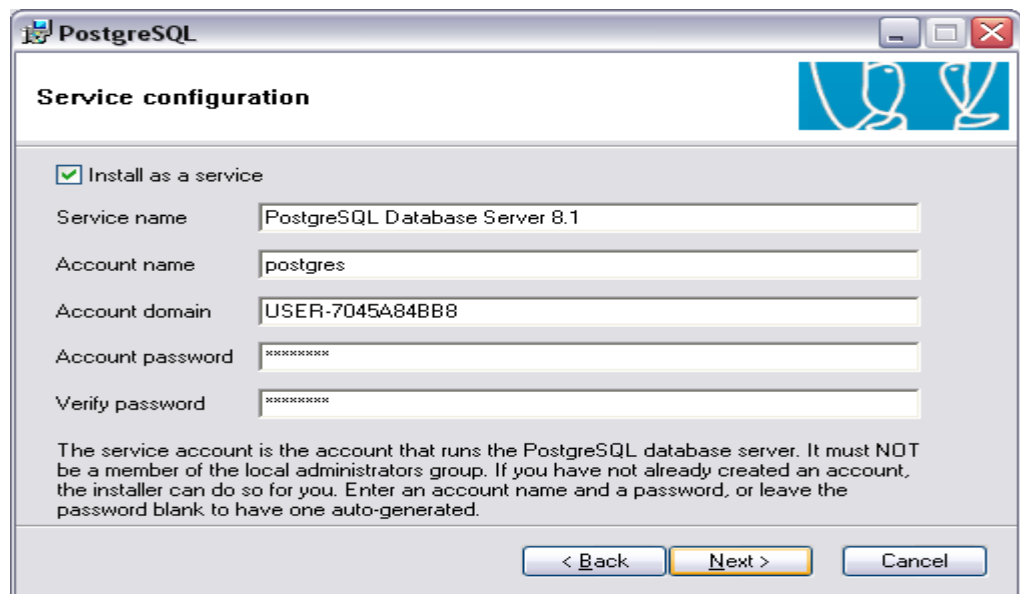 PostgreSQL
Service configuration
Install as a service
Service name PostgreSQL Database Server 8.1
Account name postgres
Account domain USER-7045A84BB8
Account password ********
Verify password ********
The service account is the account that runs the PostgreSQL database server. It must NOT
be a member of the local administrators group. If you have not already created an account,
the installer can do so for you. Enter an account name and a password, or leave the
password blank to have one auto-generated.
< Back Next > Cancel